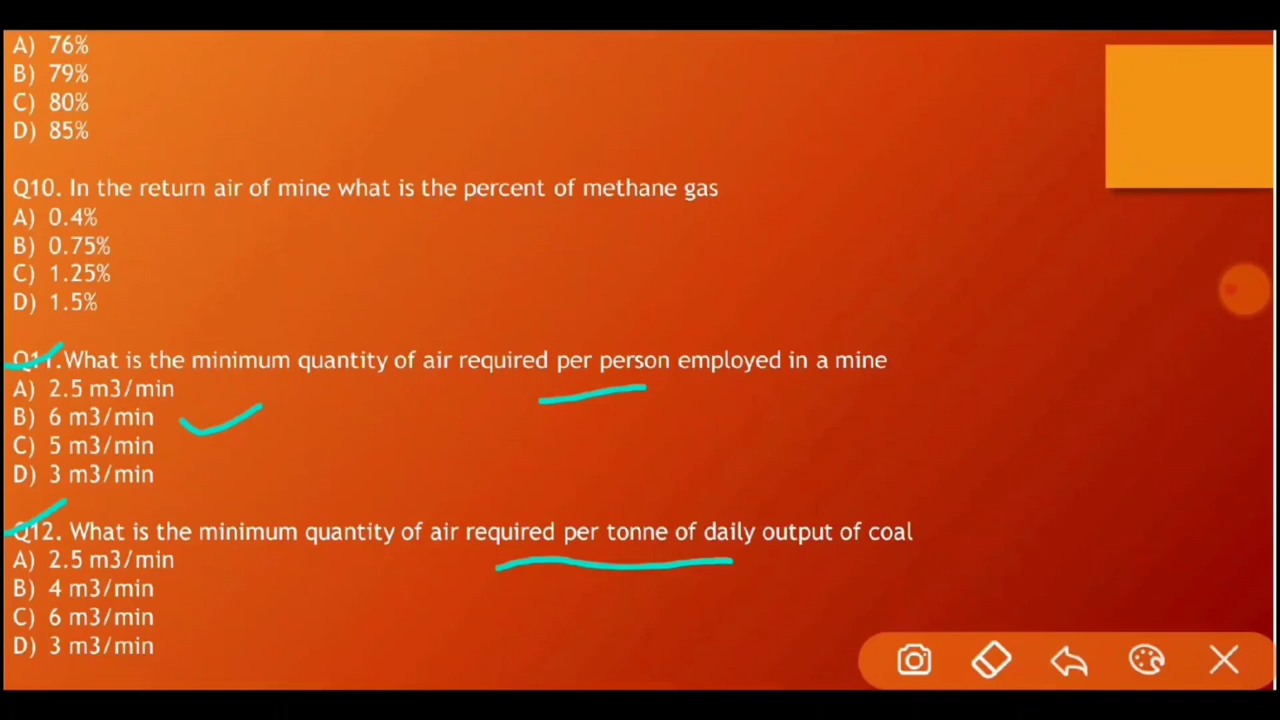 A) 76%
B) 79%
C) 80%
D) 85%
Q10. In the return air of mine what is the percent of methane gas
A) 0.4%
B) 0.75%
C) 1.25%
D) 1.5%
Q11.What is the minimum quantity of air required per person employed in a mine
A) 2.5 m3/min
B) 6 m3/min
C) 5 m3/min
D) 3 m3/min
Q12. What is the minimum quantity of air required per tonne of daily output of coal
A) 2.5 m3/min
B) 4 m3/min
C) 6 m3/min
D) 3 m3/min